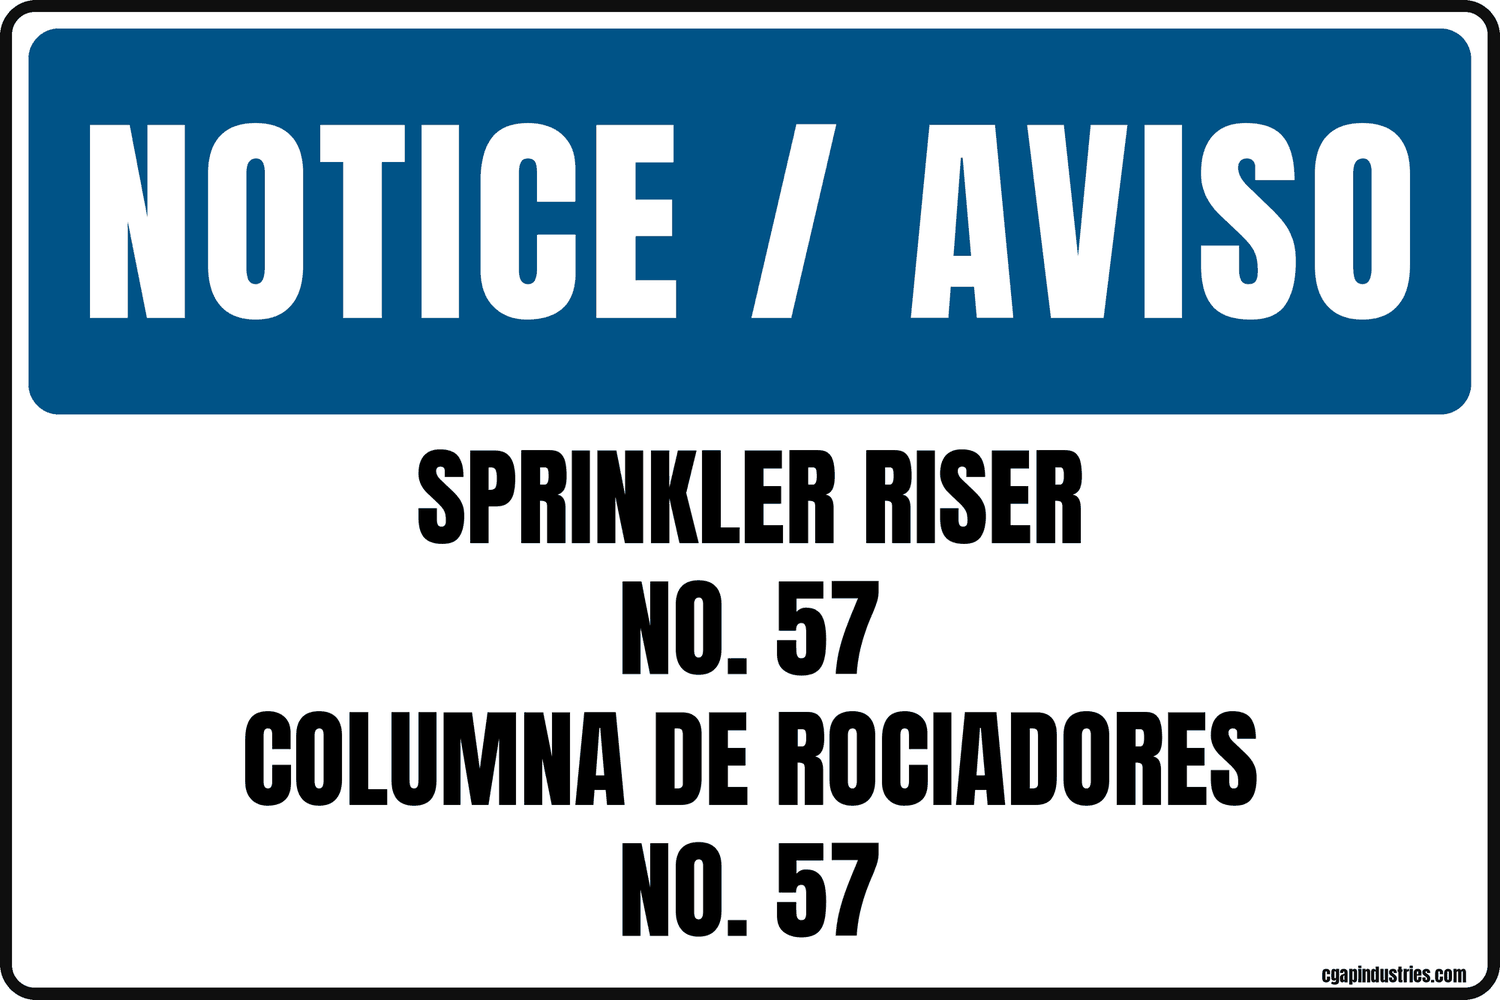 NOTICE / AVISO
SPRINKLER RISER
NO. 57
COLUMNA DE ROCIADORES
NO. 57
cgapindustries.com